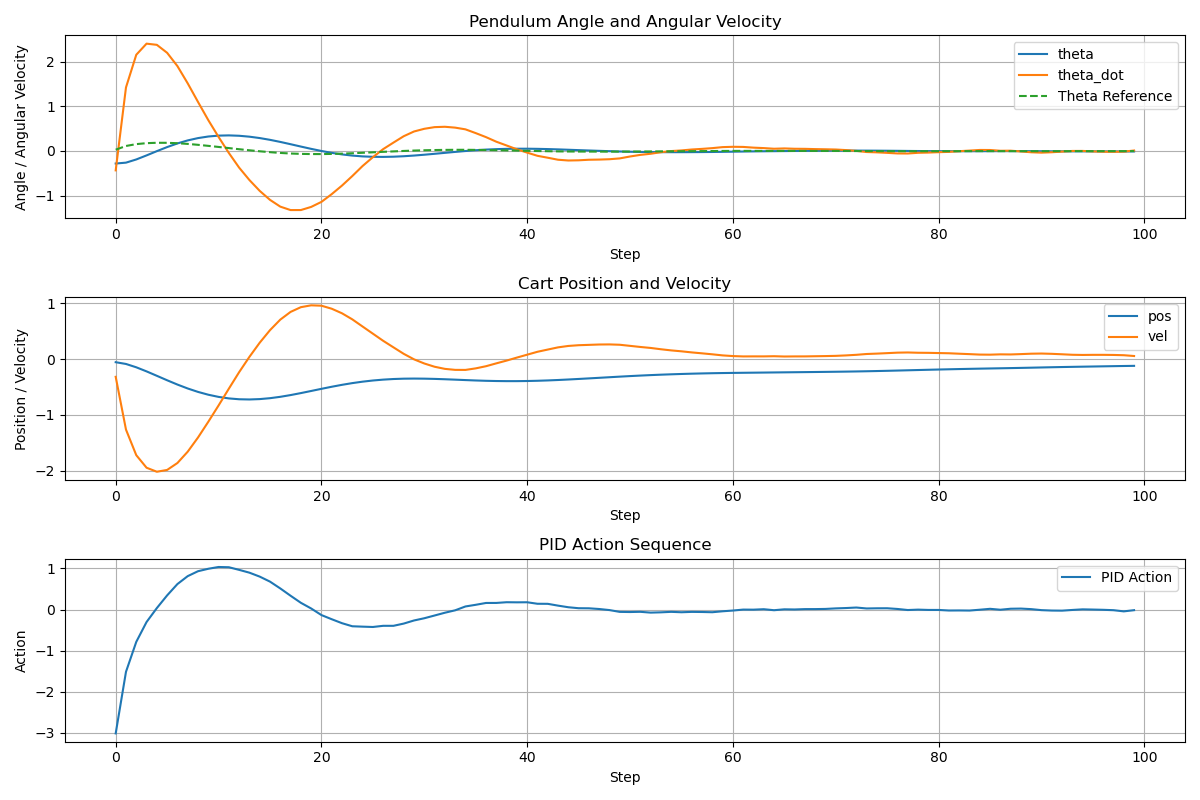 Pendulum Angle and Angular Velocity
Angle / Angular Velocity
2
1
0
−1
theta
theta_dot
Theta Reference
0 20 40 60 80 100
Step
Cart Position and Velocity
Position / Velocity
1
0
−1
−2
pos
vel
0 20 40 60 80 100
Step
PID Action Sequence
Action
1
0
−1
−2
−3
PID Action
0 20 40 60 80 100
Step